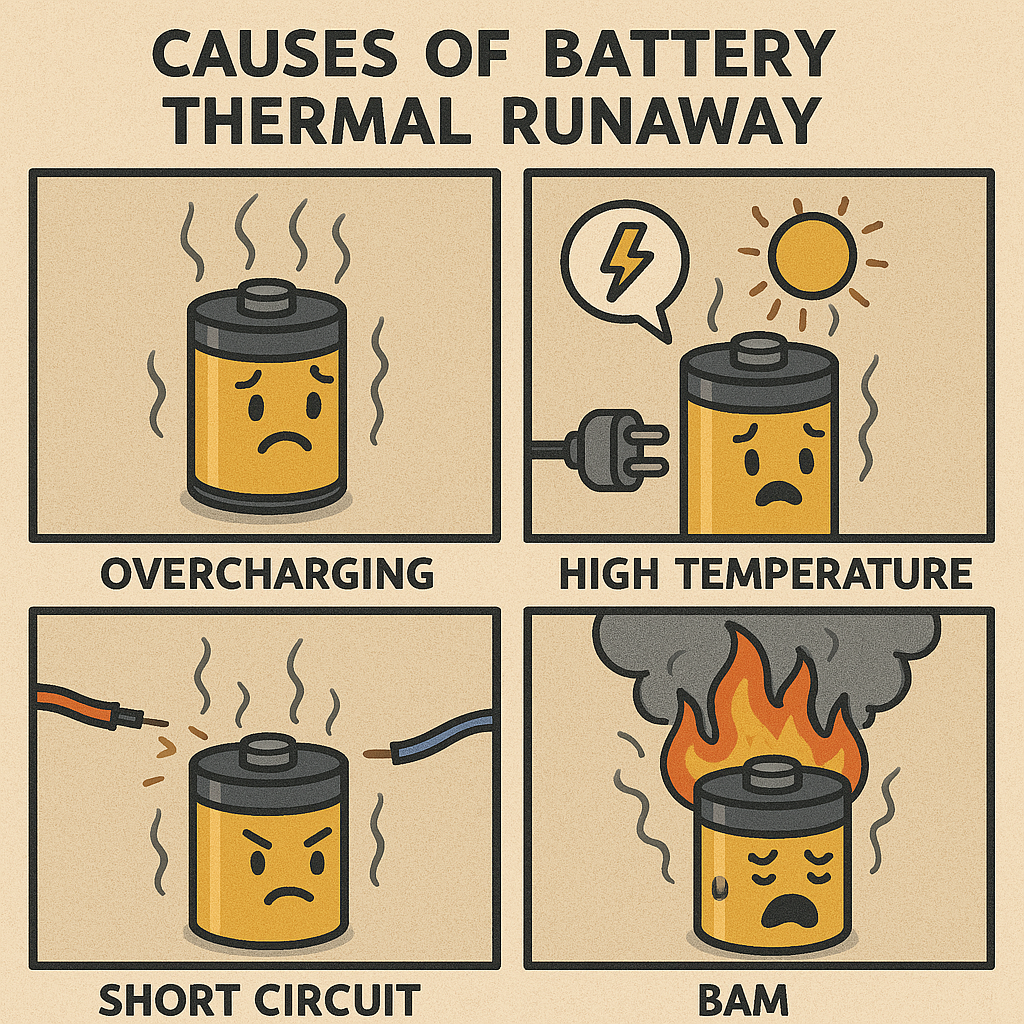 CAUSES OF BATTERY
THERMAL RUNAWAY
OVERCHARGING
HIGH TEMPERATURE
SHORT CIRCUIT
BAM